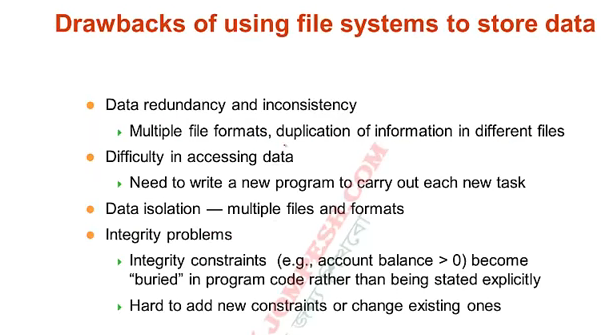 Drawbacks of using file systems to store data
Data redundancy and inconsistency
Multiple file formats, duplication of information in different files
Difficulty in accessing data
Need to write a new program to carry out each new task
Data isolation — multiple files and formats
Integrity problems
Integrity constraints (e.g., account balance > 0) become
“buried” in program code rather than being stated explicitly
Hard to add new constraints or change existing ones